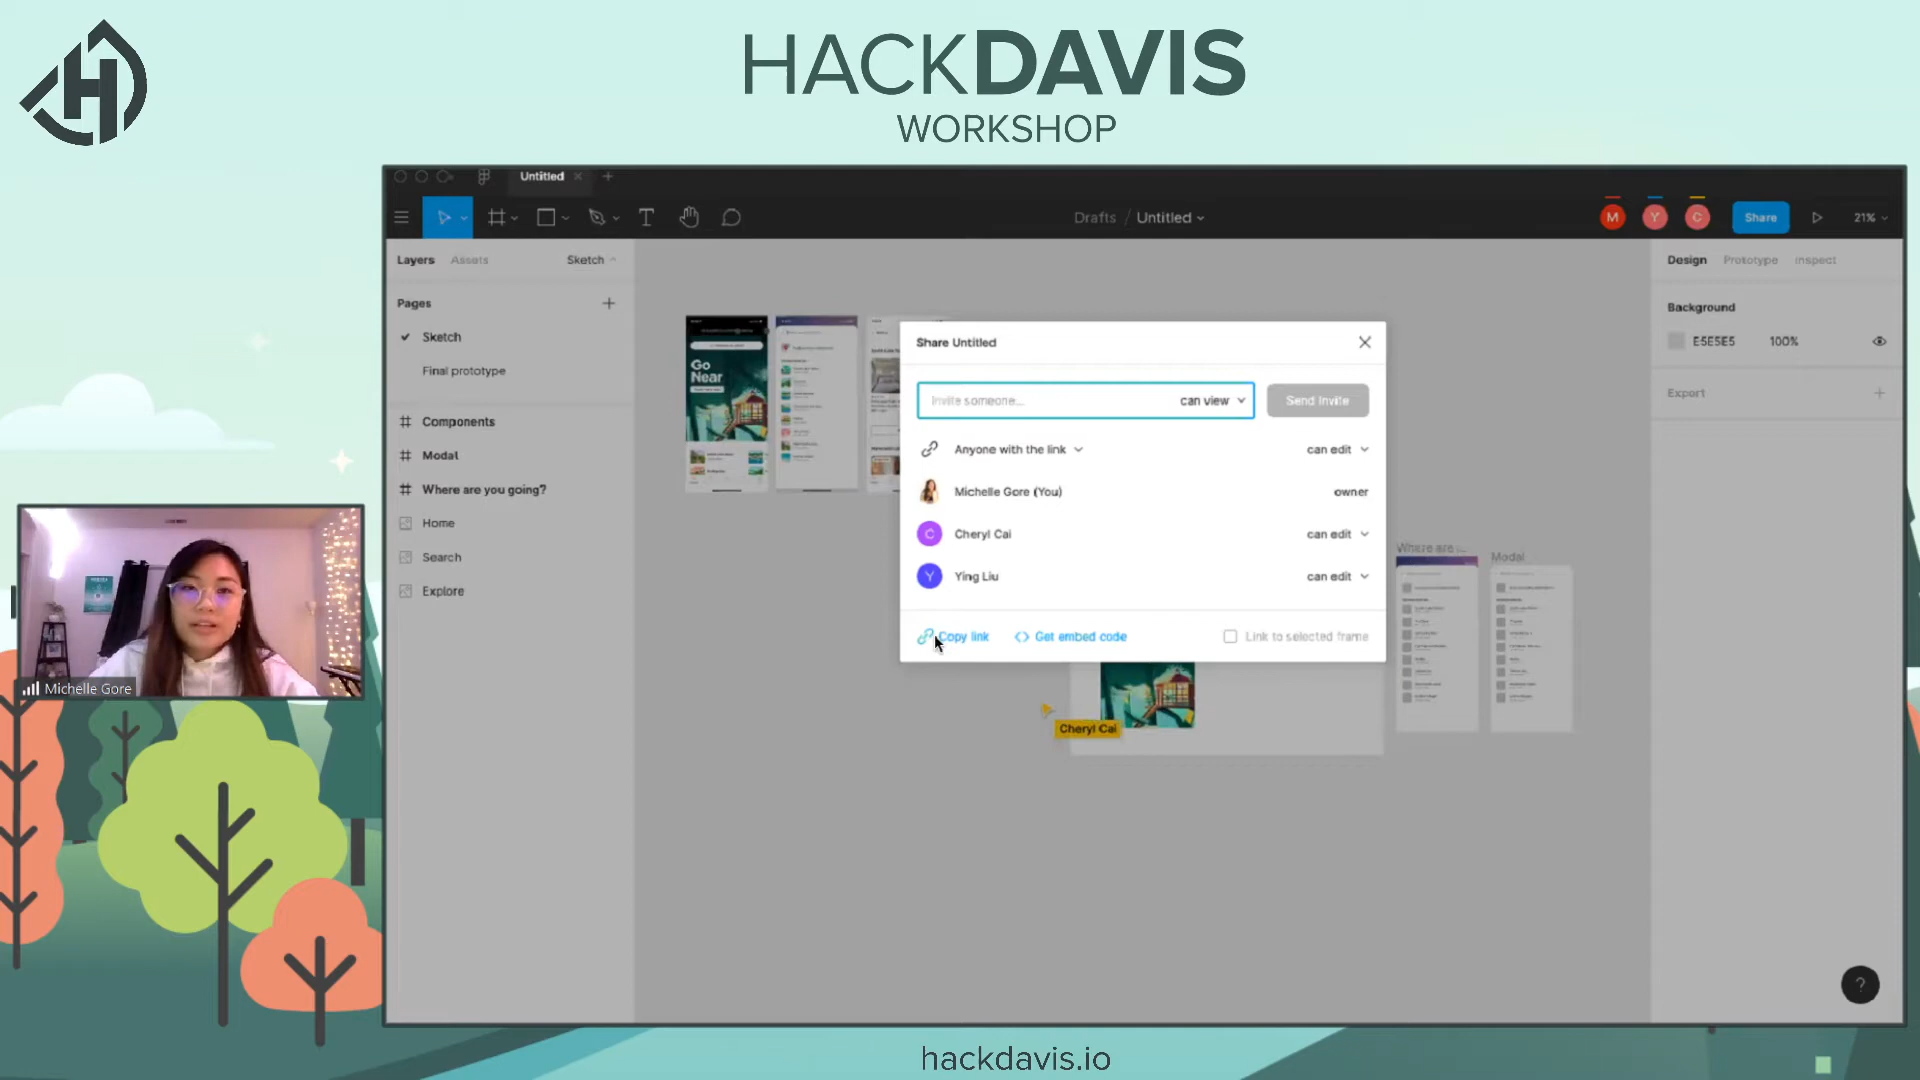 HACKDAVIS
WORKSHOP
Untitled
Drafts / Untitled
M Y C
Share
21%
Layers Assets Sketch
Design Prototype Inspect
Pages
Sketch
Final prototype
Components
Modal
Where are you going?
Home
Search
Explore
Background
E5E5E5 100%
Export
Go
Near
Share Untitled
Invite someone... can view
Send Invite
Anyone with the link can edit
Michelle Gore (You) owner
C Cheryl Cai can edit
Y Ying Liu can edit
Copy link
Get embed code
Link to selected frame
Where are ...
Modal
Cheryl Cai
Michelle Gore
?
hackdavis.io